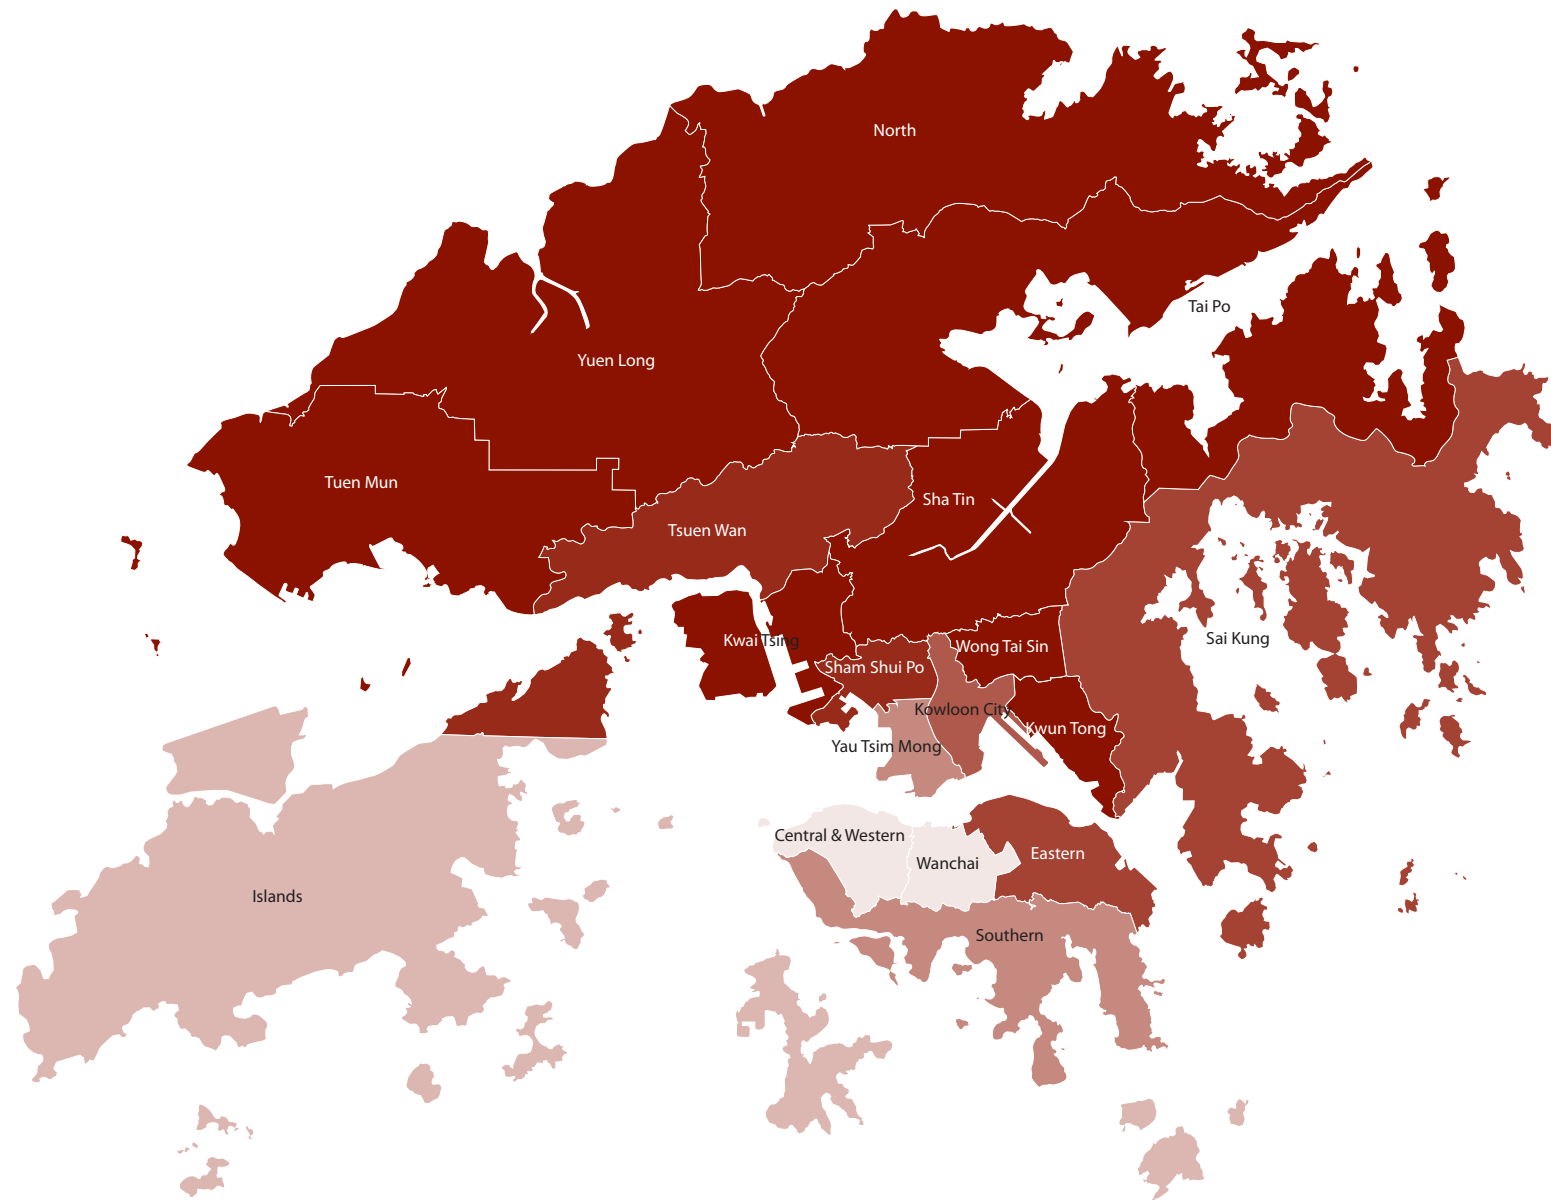 North
Tai Po
Yuen Long
Tuen Mun
Sha Tin
Tsuen Wan
Sai Kung
Kwai Tsing
Wong Tai Sin
Sham Shui Po
Kowloon City
Kwun Tong
Yau Tsim Mong
Central & Western
Eastern
Wanchai
Islands
Southern